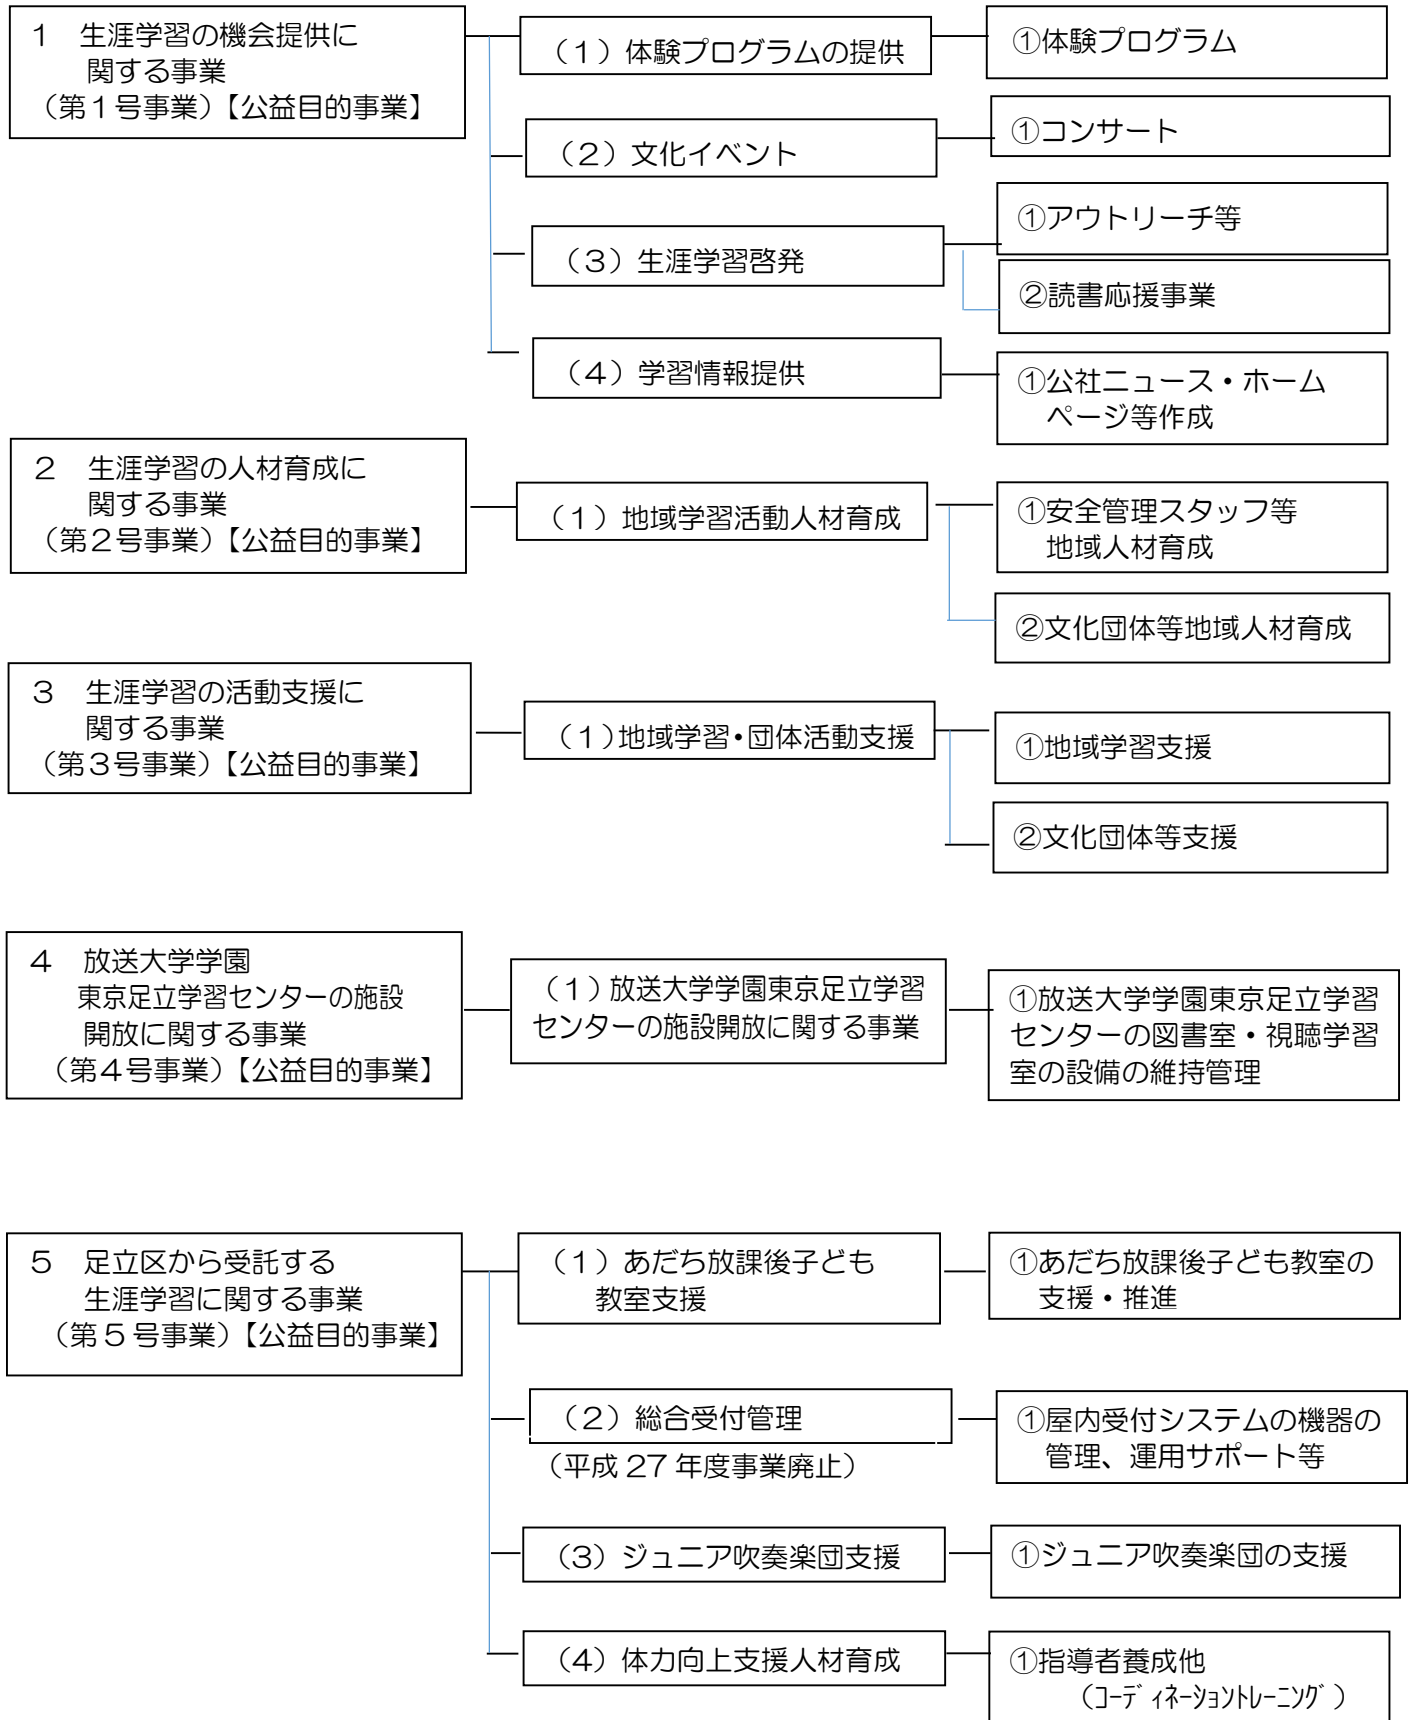 １　生涯学習の機会提供に
関する事業
（第１号事業）【公益目的事業】
（１）体験プログラムの提供
①体験プログラム
（２）文化イベント
①コンサート
（３）生涯学習啓発
①アウトリーチ等
②読書応援事業
（４）学習情報提供
①公社ニュース・ホーム
ページ等作成
２　生涯学習の人材育成に
関する事業
（第２号事業）【公益目的事業】
（１）地域学習活動人材育成
①安全管理スタッフ等
地域人材育成
②文化団体等地域人材育成
３　生涯学習の活動支援に
関する事業
（第３号事業）【公益目的事業】
（１）地域学習・団体活動支援
①地域学習支援
②文化団体等支援
４　放送大学学園
東京足立学習センターの施設
開放に関する事業
（第４号事業）【公益目的事業】
（１）放送大学学園東京足立学習
センターの施設開放に関する事業
①放送大学学園東京足立学習
センターの図書室・視聴学習
室の設備の維持管理
５　足立区から受託する
生涯学習に関する事業
（第５号事業）【公益目的事業】
（１）あだち放課後子ども
教室支援
①あだち放課後子ども教室の
支援・推進
（２）総合受付管理
（平成 27 年度事業廃止）
①屋内受付システムの機器の
管理、運用サポート等
（３）ジュニア吹奏楽団支援
①ジュニア吹奏楽団の支援
（４）体力向上支援人材育成
①指導者養成他
（ｺｰﾃﾞｨﾈｰｼｮﾝﾄﾚｰﾆﾝｸﾞ）